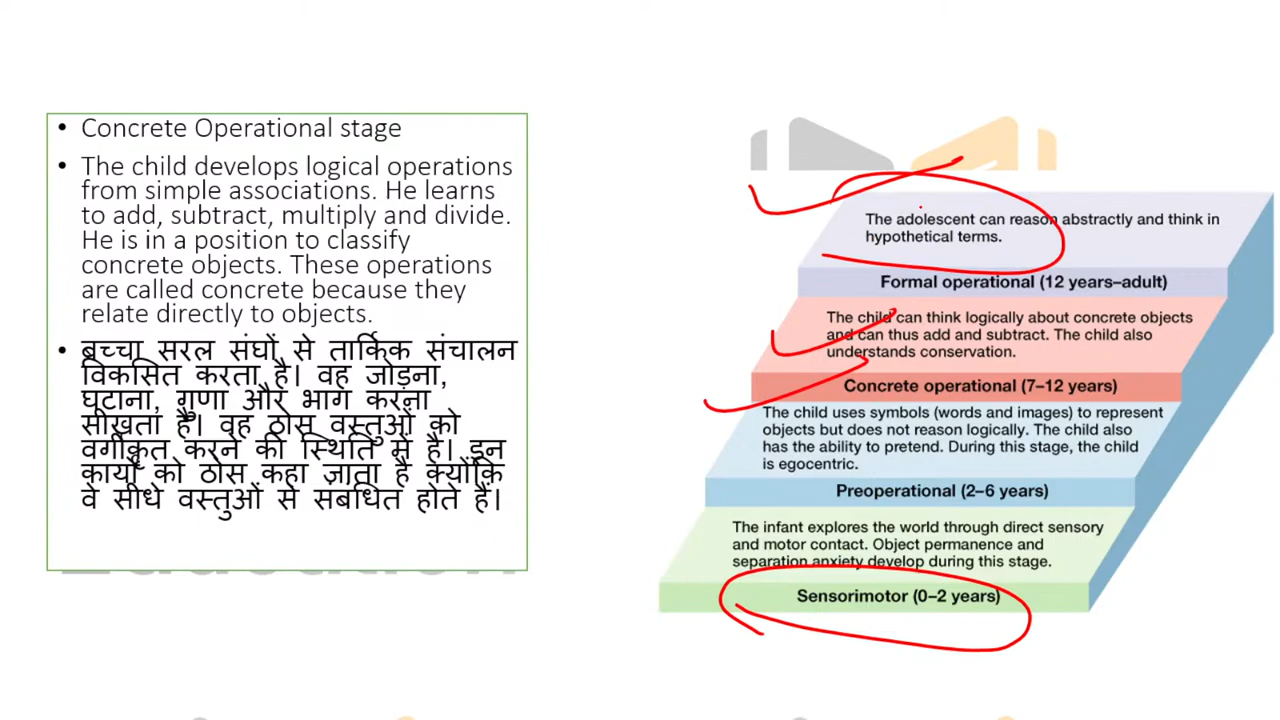 • Concrete Operational stage
• The child develops logical operations
from simple associations. He learns
to add, subtract, multiply and divide.
He is in a position to classify
concrete objects. These operations
are called concrete because they
relate directly to objects.
• बच्चा सरल संघों से तार्किक संचालन
विकसित करता है। वह जोड़ना,
घटाना, गुणा और भाग करना
सीखता है। वह ठोस वस्तुओं को
वर्गीकृत करने की स्थिति में है। इन
कार्यों को ठोस कहा जाता है क्योंकि
वे सीधे वस्तुओं से संबंधित होते हैं।
The adolescent can reason abstractly and think in
hypothetical terms.
Formal operational (12 years–adult)
The child can think logically about concrete objects
and can thus add and subtract. The child also
understands conservation.
Concrete operational (7–12 years)
The child uses symbols (words and images) to represent
objects but does not reason logically. The child also
has the ability to pretend. During this stage, the child
is egocentric.
Preoperational (2–6 years)
The infant explores the world through direct sensory
and motor contact. Object permanence and
separation anxiety develop during this stage.
Sensorimotor (0–2 years)